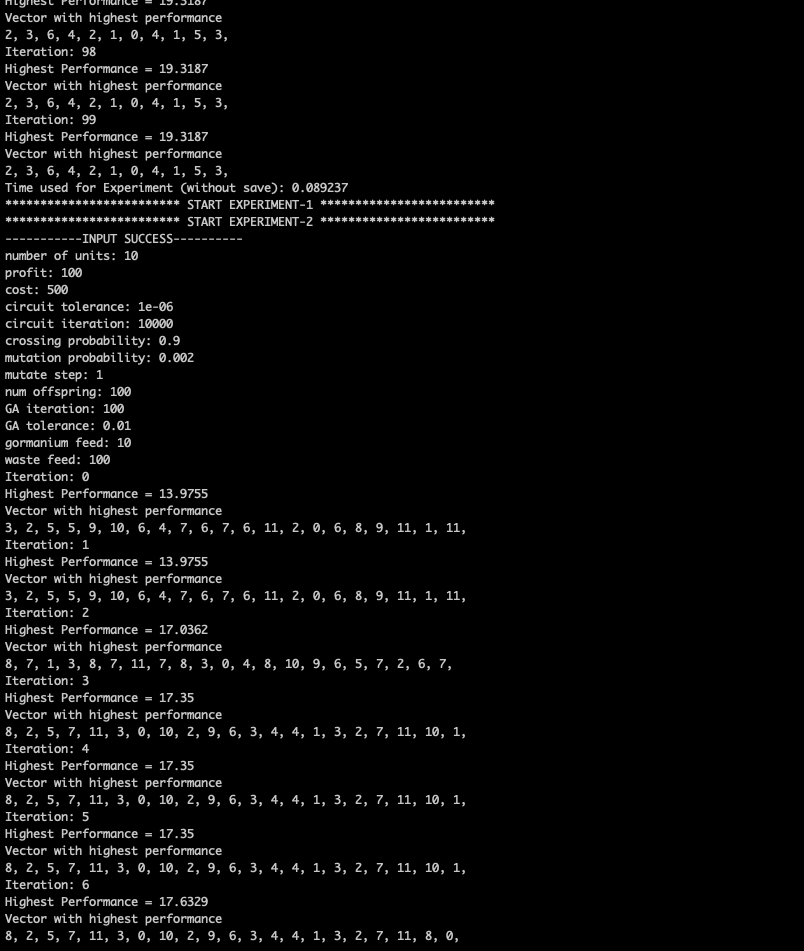 Highest Performance = 19.3187
Vector with highest performance
2, 3, 6, 4, 2, 1, 0, 4, 1, 5, 3,
Iteration: 98
Highest Performance = 19.3187
Vector with highest performance
2, 3, 6, 4, 2, 1, 0, 4, 1, 5, 3,
Iteration: 99
Highest Performance = 19.3187
Vector with highest performance
2, 3, 6, 4, 2, 1, 0, 4, 1, 5, 3,
Time used for Experiment (without save): 0.089237
************************* START EXPERIMENT-1 *************************
************************* START EXPERIMENT-2 *************************
-----------INPUT SUCCESS----------
number of units: 10
profit: 100
cost: 500
circuit tolerance: 1e-06
circuit iteration: 10000
crossing probability: 0.9
mutation probability: 0.002
mutate step: 1
num offspring: 100
GA iteration: 100
GA tolerance: 0.01
gormanium feed: 10
waste feed: 100
Iteration: 0
Highest Performance = 13.9755
Vector with highest performance
3, 2, 5, 5, 9, 10, 6, 4, 7, 6, 7, 6, 11, 2, 0, 6, 8, 9, 11, 1, 11,
Iteration: 1
Highest Performance = 13.9755
Vector with highest performance
3, 2, 5, 5, 9, 10, 6, 4, 7, 6, 7, 6, 11, 2, 0, 6, 8, 9, 11, 1, 11,
Iteration: 2
Highest Performance = 17.0362
Vector with highest performance
8, 7, 1, 3, 8, 7, 11, 7, 8, 3, 0, 4, 8, 10, 9, 6, 5, 7, 2, 6, 7,
Iteration: 3
Highest Performance = 17.35
Vector with highest performance
8, 2, 5, 7, 11, 3, 0, 10, 2, 9, 6, 3, 4, 4, 1, 3, 2, 7, 11, 10, 1,
Iteration: 4
Highest Performance = 17.35
Vector with highest performance
8, 2, 5, 7, 11, 3, 0, 10, 2, 9, 6, 3, 4, 4, 1, 3, 2, 7, 11, 10, 1,
Iteration: 5
Highest Performance = 17.35
Vector with highest performance
8, 2, 5, 7, 11, 3, 0, 10, 2, 9, 6, 3, 4, 4, 1, 3, 2, 7, 11, 10, 1,
Iteration: 6
Highest Performance = 17.6329
Vector with highest performance
8, 2, 5, 7, 11, 3, 0, 10, 2, 9, 6, 3, 4, 4, 1, 3, 2, 7, 11, 8, 0,